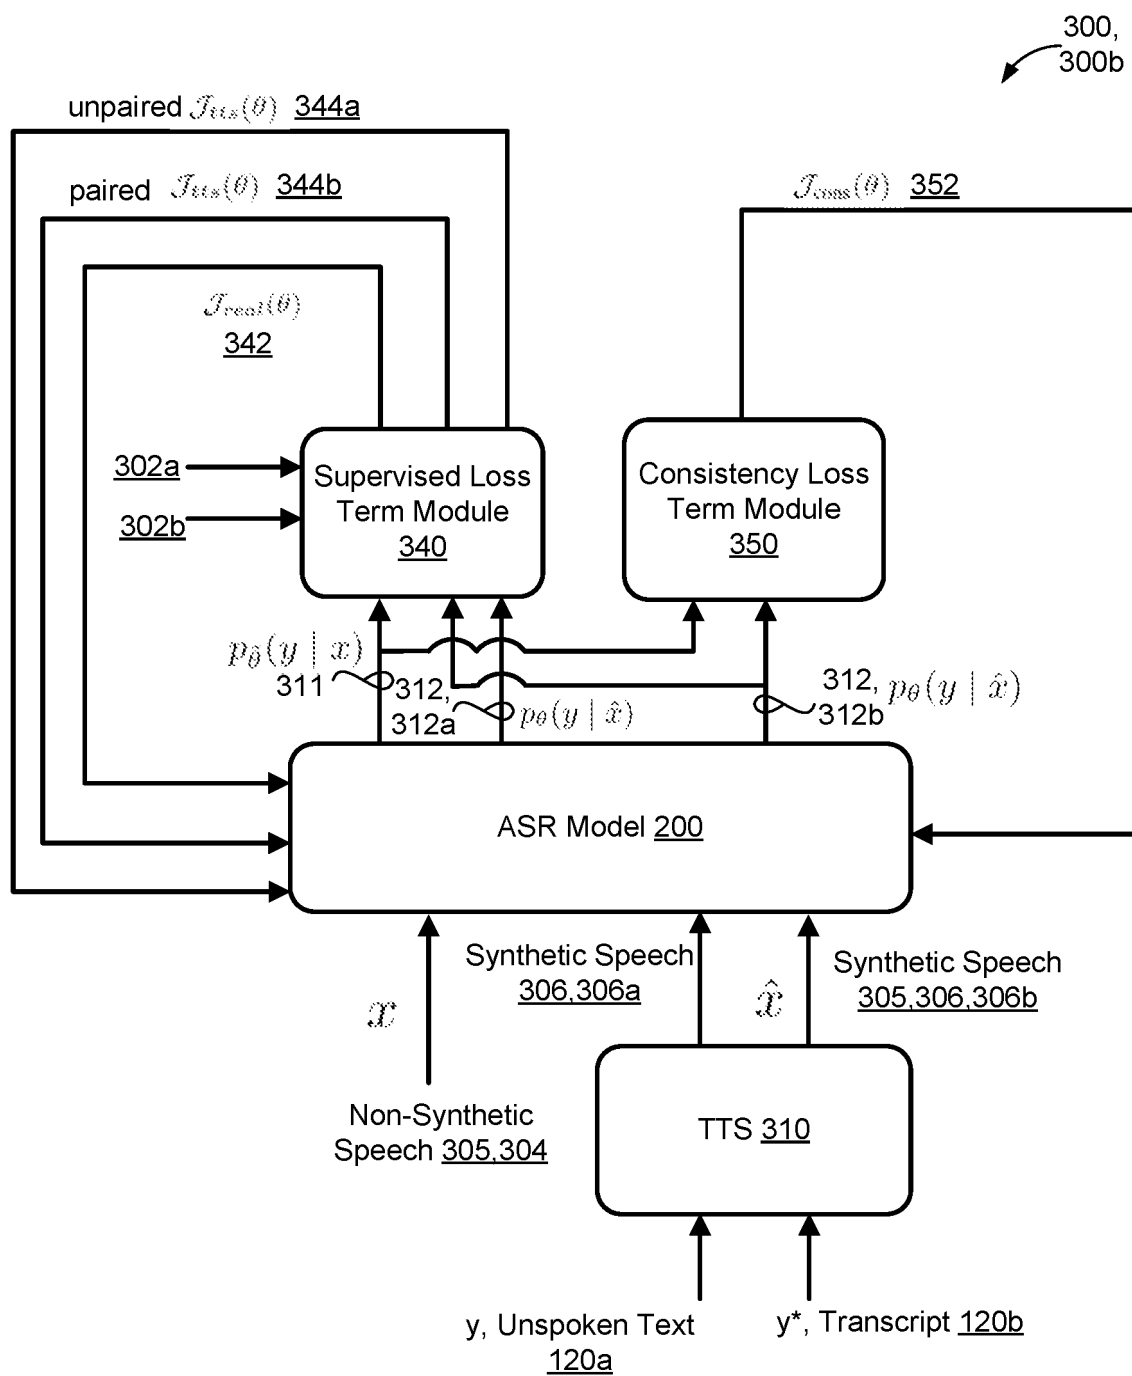 300,
300b
unpaired 𝒥tts(θ) 344a
paired 𝒥tts(θ) 344b
𝒥cons(θ) 352
𝒥real(θ)
342
302a
302b
Supervised Loss
Term Module
340
Consistency Loss
Term Module
350
pθ̂(y | x)
311
312,
312a
pθ(y | x̂)
312,
312b
pθ(y | x̂)
ASR Model 200
Synthetic Speech
306,306a
Synthetic Speech
305,306,306b
x
x̂
Non-Synthetic
Speech 305,304
TTS 310
y, Unspoken Text
120a
y*, Transcript 120b